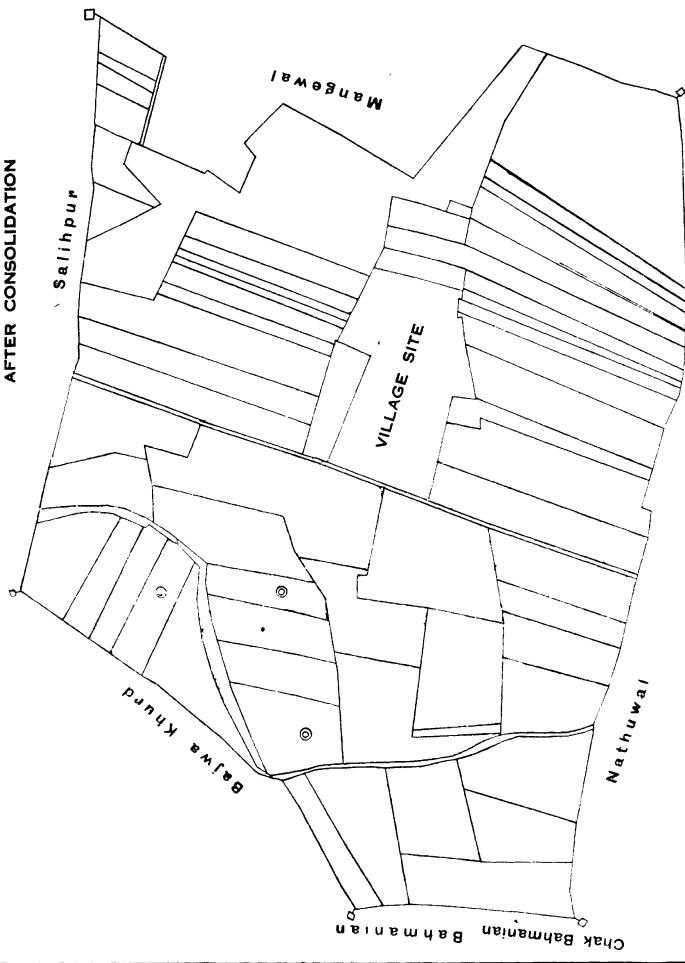 AFTER CONSOLIDATION
Salihpur
Mangewal
VILLAGE SITE
Bajwa Khurd
Nathuwal
Bahmanian
Chak Bahmanian